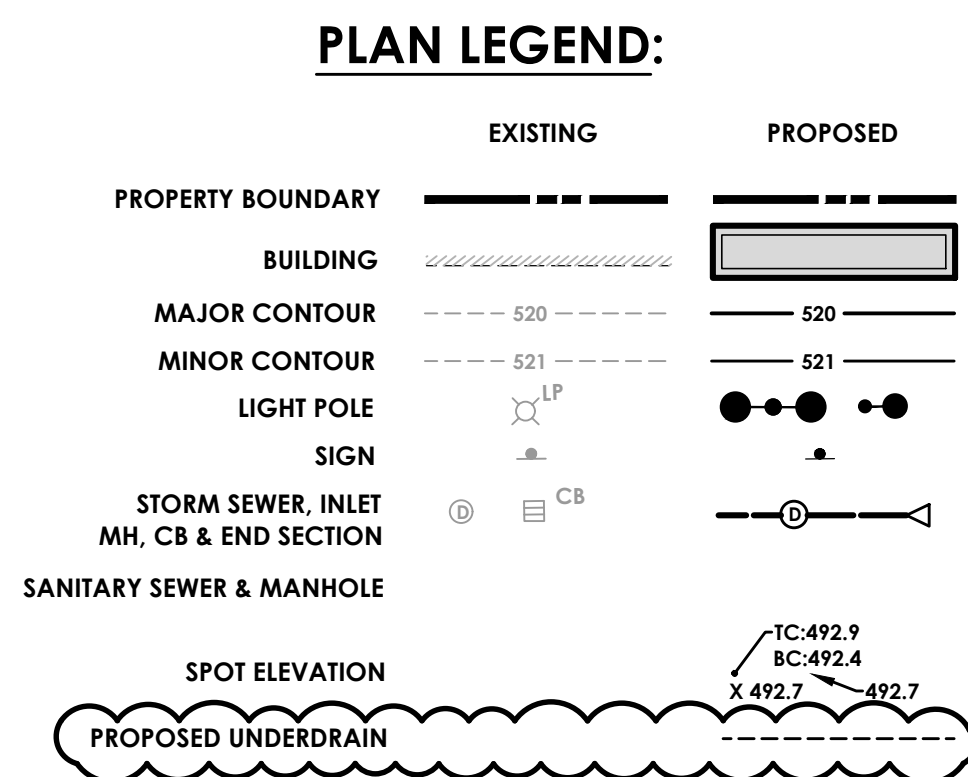 PLAN LEGEND:
EXISTING PROPOSED
PROPERTY BOUNDARY
BUILDING
MAJOR CONTOUR 520 520
MINOR CONTOUR 521 521
LIGHT POLE LP
SIGN
STORM SEWER, INLET
MH, CB & END SECTION D CB D
SANITARY SEWER & MANHOLE
TC:492.9
BC:492.4
SPOT ELEVATION
X 492.7 492.7
PROPOSED UNDERDRAIN